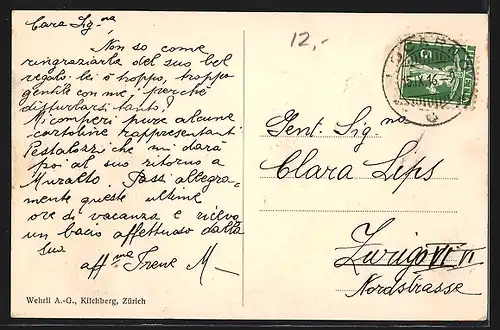 Cara Sig.na
Non so come
ringraziarla del suo bel
regalo. lei è troppo, troppo
gentile con me; perchè
disturbarsi tanto?
Mi comperi pure alcune
cartoline rappresentanti
Pestalozzi che mi darà
poi al suo ritorno a
Muralto. Passi allegra-
mente queste ultime
ore di vacanza e riceva
un bacio affettuoso dalla
sua
aff.ma Irene M—
Wehrli A.-G., Kilchberg, Zürich
12,-
HELVETIA
Gent. Sig.na
Clara Leps
Zurigo VI
Nordstrasse